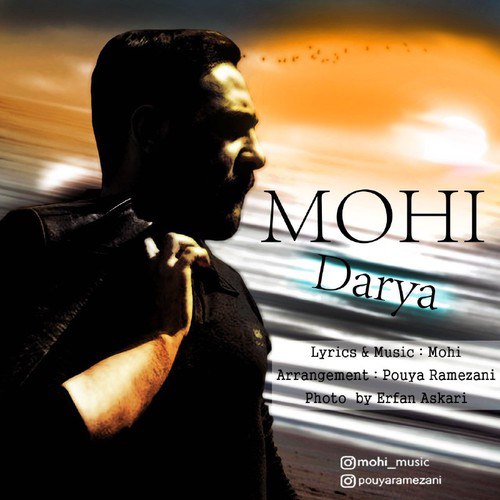 MOHI
Darya
Lyrics & Music : Mohi
Arrangement : Pouya Ramezani
Photo by Erfan Askari
mohi_music
pouyaramezani